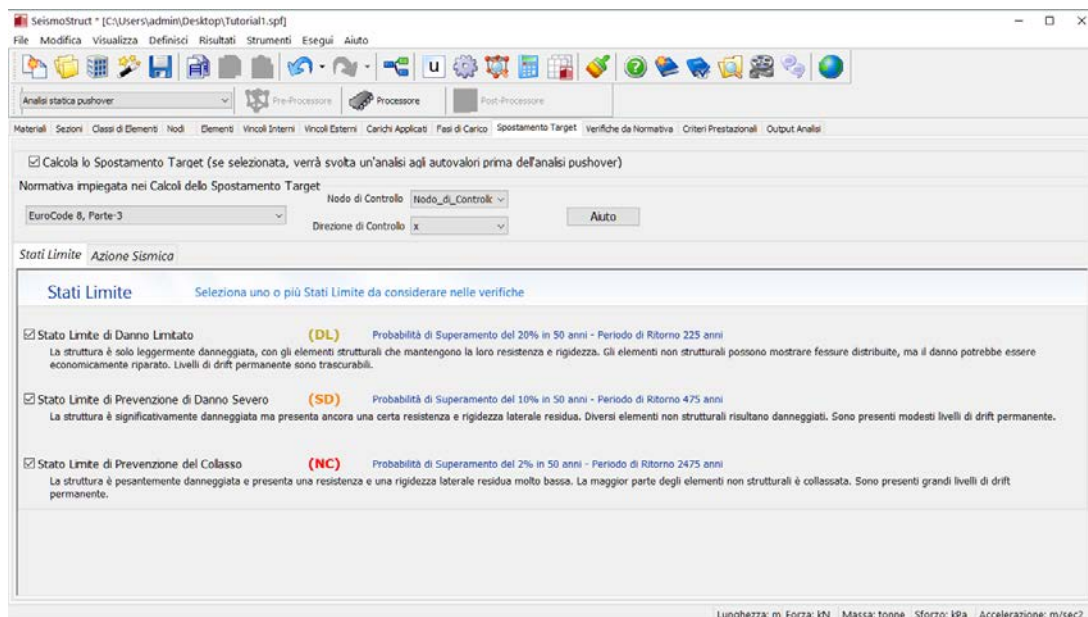 SeismoStruct * [C:\Users\admin\Desktop\Tutorial1.spf]
File Modifica Visualizza Definisci Risultati Strumenti Esegui Aiuto
u
Analisi statica pushover Pre-Processore Processore Post-Processore
Materiali Sezioni Classi di Elementi Nodi Elementi Vincoli Interni Vincoli Esterni Carichi Applicati Fasi di Carico Spostamento Target Verifiche da Normativa Criteri Prestazionali Output Analisi
Calcola lo Spostamento Target (se selezionata, verrà svolta un'analisi agli autovalori prima dell'analisi pushover)
Normativa impiegata nei Calcoli dello Spostamento Target
Nodo di Controllo Nodo_di_Controllc
EuroCode 8, Parte-3 Aiuto
Direzione di Controllo x
Stati Limite Azione Sismica
Stati Limite Seleziona uno o più Stati Limite da considerare nelle verifiche
Stato Limite di Danno Limitato (DL) Probabilità di Superamento del 20% in 50 anni - Periodo di Ritorno 225 anni
La struttura è solo leggermente danneggiata, con gli elementi strutturali che mantengono la loro resistenza e rigidezza. Gli elementi non strutturali possono mostrare fessure distribuite, ma il danno potrebbe essere
economicamente riparato. Livelli di drift permanente sono trascurabili.
Stato Limite di Prevenzione di Danno Severo (SD) Probabilità di Superamento del 10% in 50 anni - Periodo di Ritorno 475 anni
La struttura è significativamente danneggiata ma presenta ancora una certa resistenza e rigidezza laterale residua. Diversi elementi non strutturali risultano danneggiati. Sono presenti modesti livelli di drift permanente.
Stato Limite di Prevenzione del Collasso (NC) Probabilità di Superamento del 2% in 50 anni - Periodo di Ritorno 2475 anni
La struttura è pesantemente danneggiata e presenta una resistenza e una rigidezza laterale residua molto bassa. La maggior parte degli elementi non strutturali è collassata. Sono presenti grandi livelli di drift
permanente.
Lunghezza: m Forza: kN Massa: tonne Sforzo: kPa Accelerazione: m/sec2